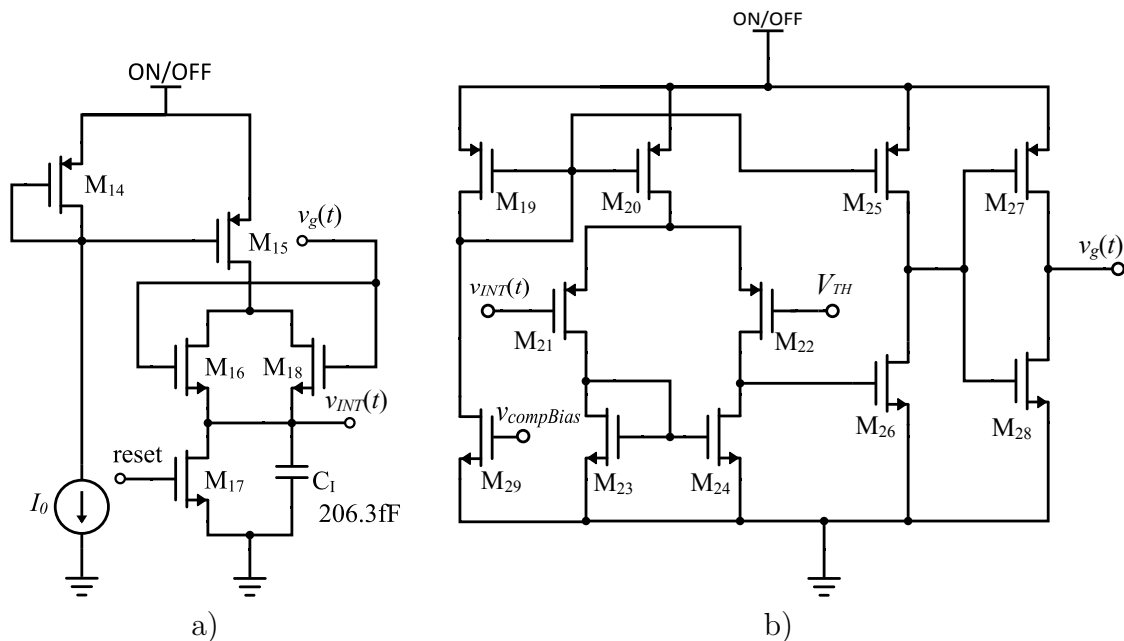 ON/OFF
M14
M15
vg(t)
M16
M18
vINT(t)
reset
M17
CI
206.3fF
I0
a)
ON/OFF
M19
M20
M25
M27
vg(t)
vINT(t)
VTH
M21
M22
vcompBias
M26
M28
M29
M23
M24
b)